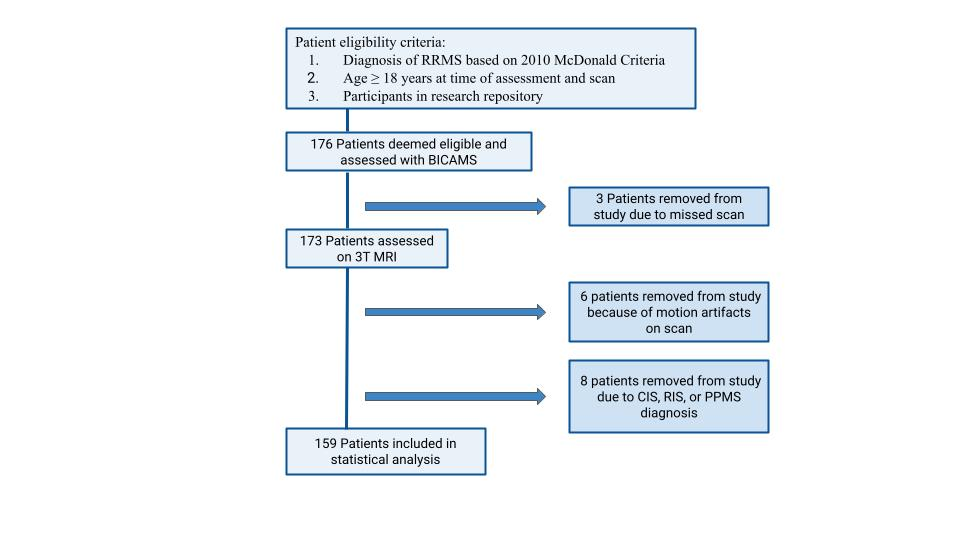 Patient eligibility criteria:
1. Diagnosis of RRMS based on 2010 McDonald Criteria
2. Age ≥ 18 years at time of assessment and scan
3. Participants in research repository
176 Patients deemed eligible and
assessed with BICAMS
3 Patients removed from
study due to missed scan
173 Patients assessed
on 3T MRI
6 patients removed from study
because of motion artifacts
on scan
8 patients removed from study
due to CIS, RIS, or PPMS
diagnosis
159 Patients included in
statistical analysis